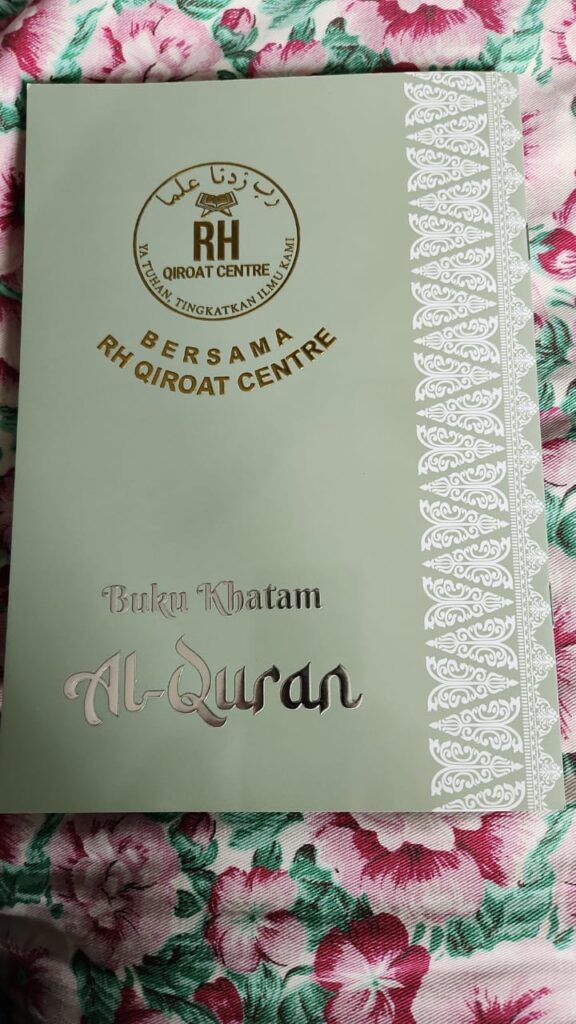 رب زدنا علما
RH
QIROAT CENTRE
YA TUHAN, TINGKATKAN ILMU KAMI
BERSAMA
RH QIROAT CENTRE
Buku Khatam
Al-Quran